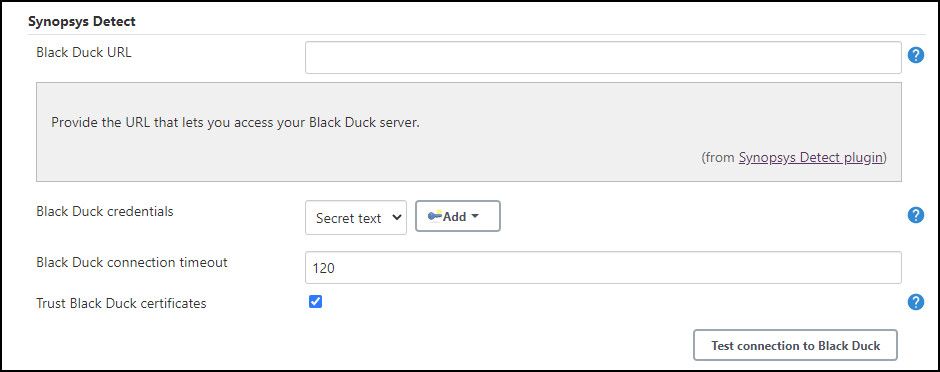 Synopsys Detect
Black Duck URL
?
Provide the URL that lets you access your Black Duck server.
(from Synopsys Detect plugin)
Black Duck credentials
Secret text
Add
?
Black Duck connection timeout
120
Trust Black Duck certificates
?
Test connection to Black Duck